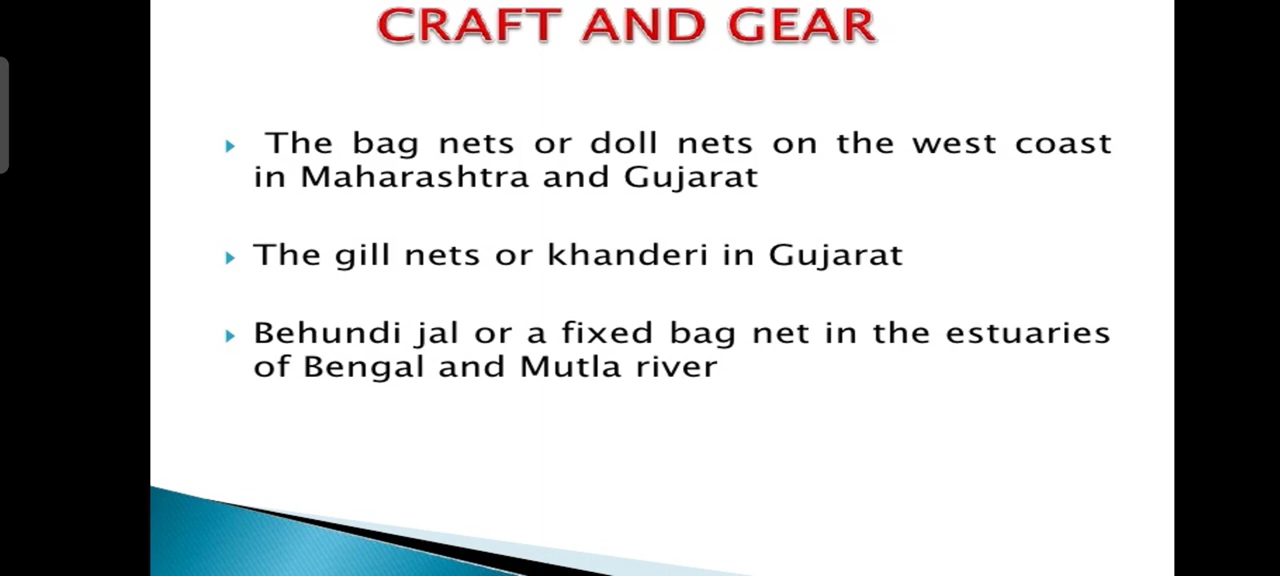 CRAFT AND GEAR
The bag nets or doll nets on the west coast
in Maharashtra and Gujarat
The gill nets or khanderi in Gujarat
Behundi jal or a fixed bag net in the estuaries
of Bengal and Mutla river